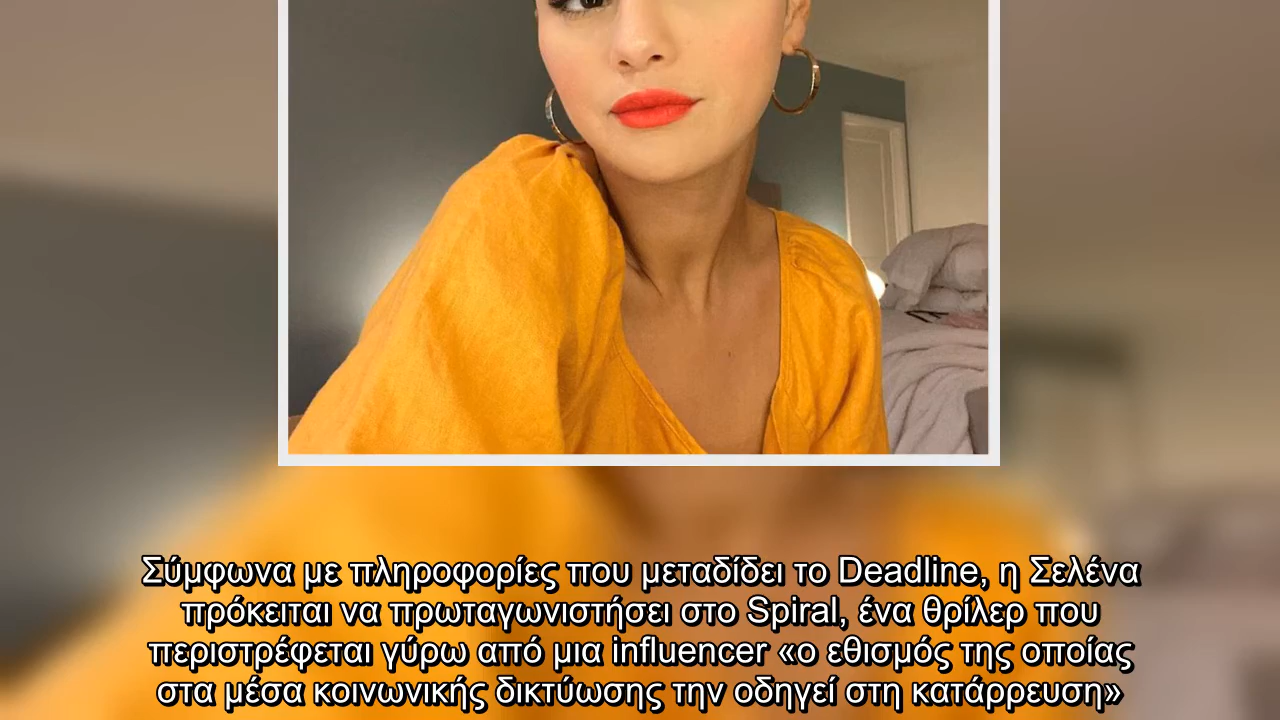 Σύμφωνα με πληροφορίες που μεταδίδει το Deadline, η Σελένα
πρόκειται να πρωταγωνιστήσει στο Spiral, ένα θρίλερ που
περιστρέφεται γύρω από μια influencer «ο εθισμός της οποίας
στα μέσα κοινωνικής δικτύωσης την οδηγεί στη κατάρρευση»